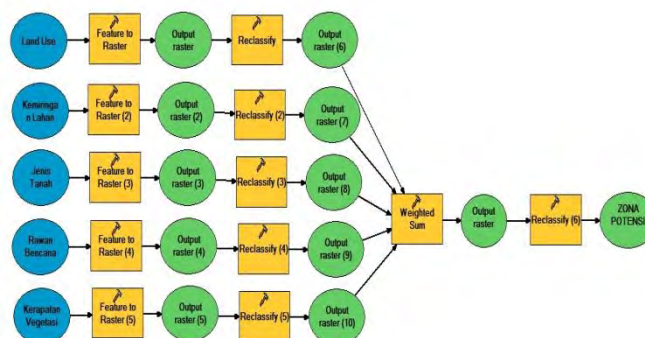 Land Use
Feature to
Raster
Output
raster
Reclassify
Output
raster (6)
Kemiringa
n Lahan
Feature to
Raster (2)
Output
raster (2)
Reclassify (2)
Output
raster (7)
Jenis
Tanah
Feature to
Raster (3)
Output
raster (3)
Reclassify (3)
Output
raster (8)
Weighted
Sum
Output
raster
Reclassify (6)
ZONA
POTENSI
Rawan
Bencana
Feature to
Raster (4)
Output
raster (4)
Reclassify (4)
Output
raster (9)
Kerapatan
Vegetasi
Feature to
Raster (5)
Output
raster (5)
Reclassify (5)
Output
raster (10)